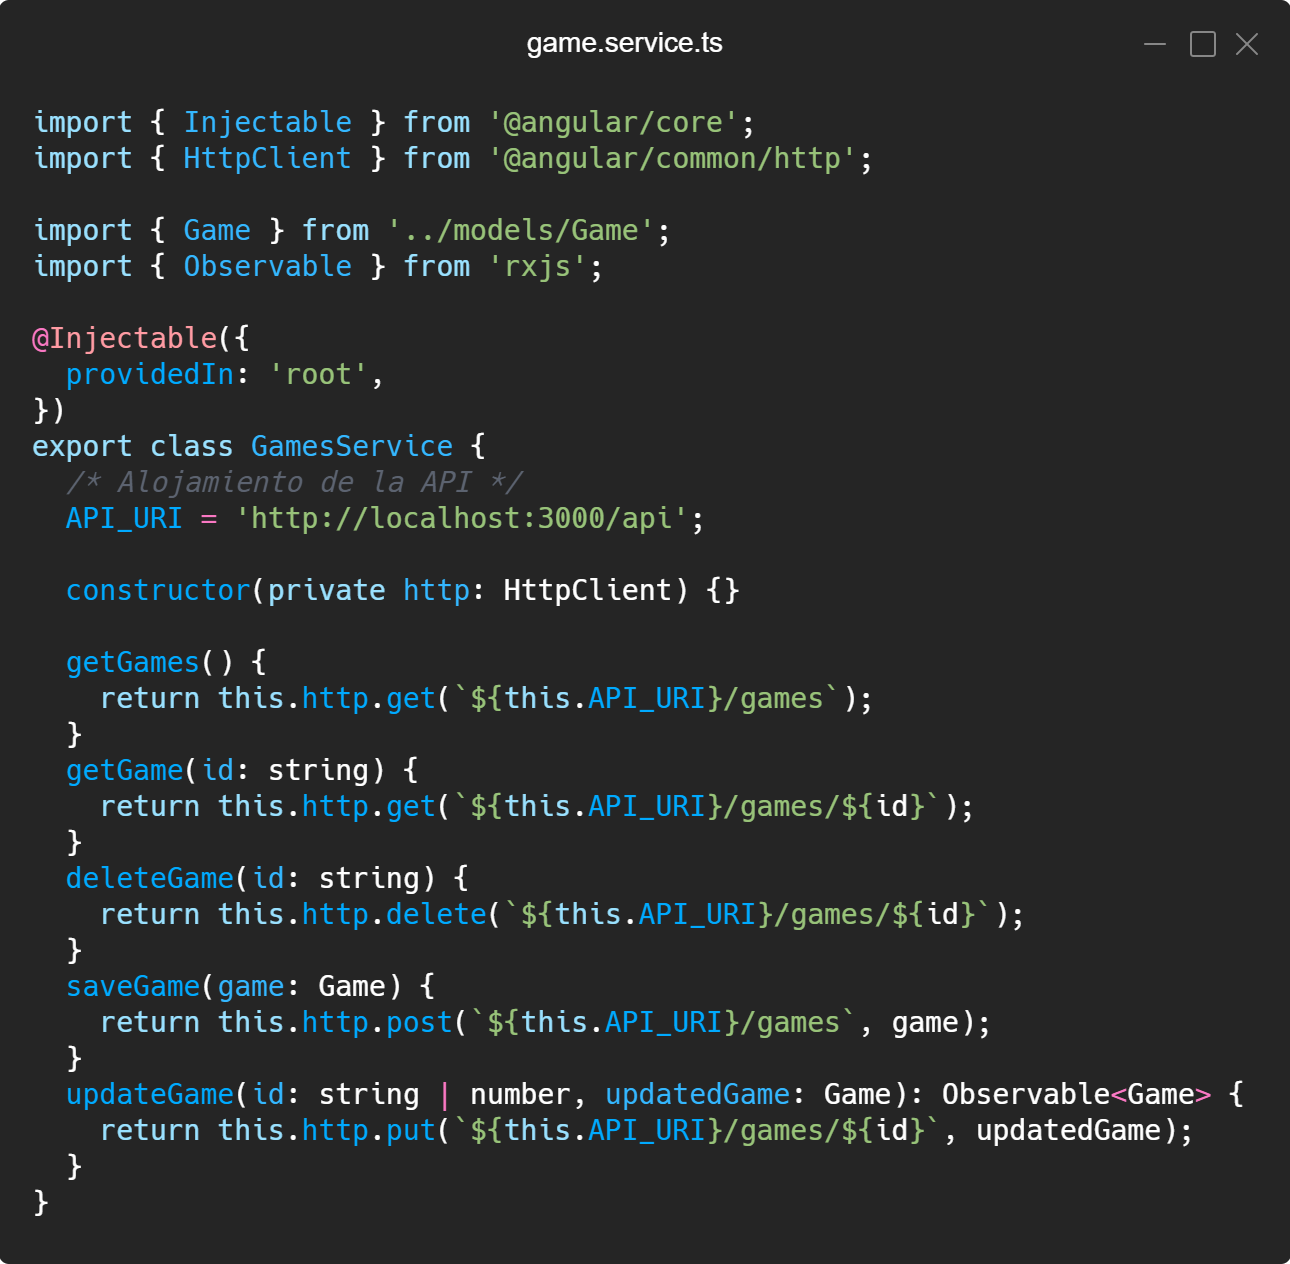 game.service.ts
import { Injectable } from '@angular/core';
import { HttpClient } from '@angular/common/http';

import { Game } from '../models/Game';
import { Observable } from 'rxjs';

@Injectable({
  providedIn: 'root',
})
export class GamesService {
  /* Alojamiento de la API */
  API_URI = 'http://localhost:3000/api';

  constructor(private http: HttpClient) {}

  getGames() {
    return this.http.get(`${this.API_URI}/games`);
  }
  getGame(id: string) {
    return this.http.get(`${this.API_URI}/games/${id}`);
  }
  deleteGame(id: string) {
    return this.http.delete(`${this.API_URI}/games/${id}`);
  }
  saveGame(game: Game) {
    return this.http.post(`${this.API_URI}/games`, game);
  }
  updateGame(id: string | number, updatedGame: Game): Observable<Game> {
    return this.http.put(`${this.API_URI}/games/${id}`, updatedGame);
  }
}